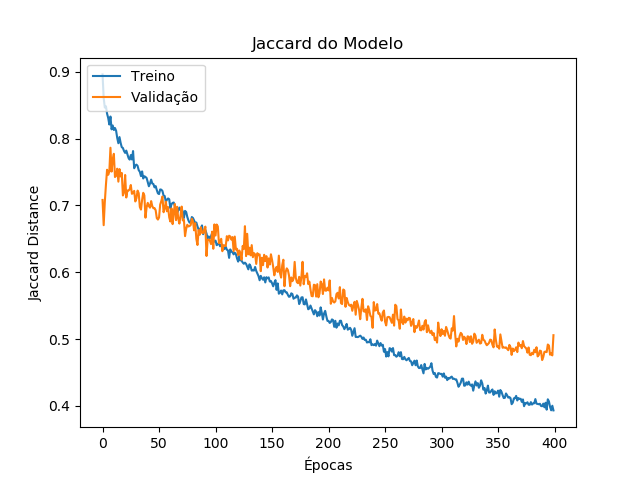 Jaccard do Modelo
Treino
Validação
Jaccard Distance
0.9
0.8
0.7
0.6
0.5
0.4
0 50 100 150 200 250 300 350 400
Épocas